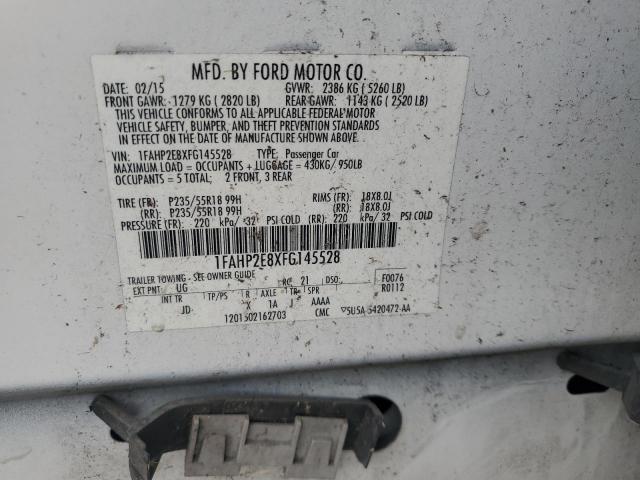 MFD. BY FORD MOTOR CO.
DATE: 02/15 GVWR: 2386 KG ( 5260 LB)
FRONT GAWR: 1279 KG ( 2820 LB) REAR GAWR: 1143 KG ( 2520 LB)
THIS VEHICLE CONFORMS TO ALL APPLICABLE FEDERAL MOTOR
VEHICLE SAFETY, BUMPER, AND THEFT PREVENTION STANDARDS
IN EFFECT ON THE DATE OF MANUFACTURE SHOWN ABOVE.
VIN: 1FAHP2E8XFG145528 TYPE: Passenger Car
MAXIMUM LOAD = OCCUPANTS + LUGGAGE = 430KG/ 950LB
OCCUPANTS = 5 TOTAL: 2 FRONT, 3 REAR
TIRE (FR): P235/55R18 99H RIMS (FR): 18X8.0J
(RR): P235/55R18 99H (RR): 18X8.0J
PRESSURE (FR): 220 kPa/ 32 PSI COLD (RR): 220 kPa/ 32 PSI COLD
1FAHP2E8XFG145528
TRAILER TOWING - SEE OWNER GUIDE
EXT PNT: UG RC: 21 DSO: F0076
R0112
INT TR TP/PS R AXLE TR SPR
JD X 1A J AAAA
1201502162703 CMC 5U5A 5420472-AA